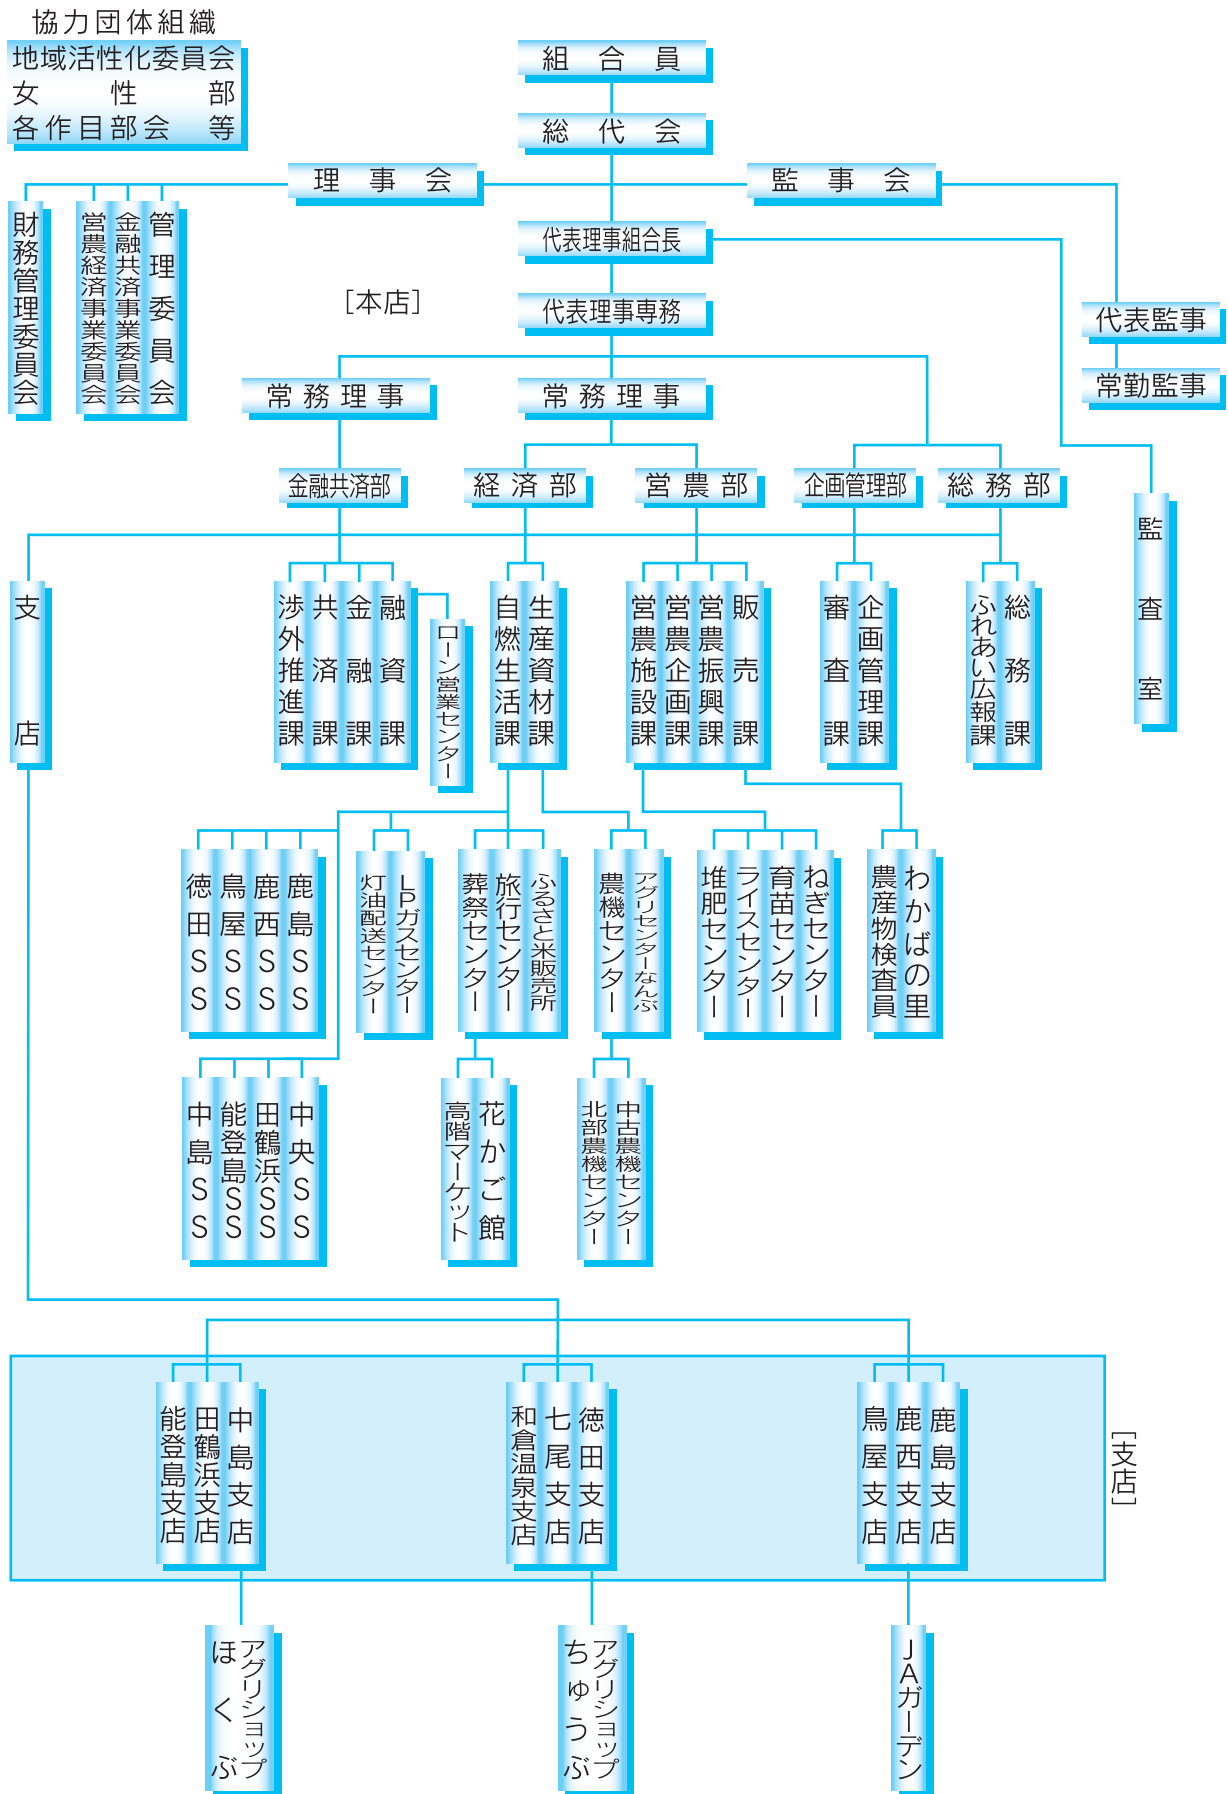 協力団体組織
地域活性化委員会
女性部
各作目部会 等
組合員
総代会
理事会
監事会
財務管理委員会
営農経済事業委員会
金融共済事業委員会
管理委員会
代表理事組合長
[本店]
代表理事専務
代表監事
常勤監事
常務理事
常務理事
金融共済部
経済部
営農部
企画管理部
総務部
監査室
支店
渉外推進課
共済課
金融課
融資課
ローン営業センター
自燃生活課
生産資材課
営農施設課
営農企画課
営農振興課
販売課
審査課
企画管理課
ふれあい広報課
総務課
徳田SS
鳥屋SS
鹿西SS
鹿島SS
灯油配送センター
LPガスセンター
葬祭センター
旅行センター
ふるさと米販売所
農機センター
アグリセンターなんぶ
堆肥センター
ライスセンター
育苗センター
ねぎセンター
農産物検査員
わかばの里
中島SS
能登島SS
田鶴浜SS
中央SS
高階マーケット
花かご館
北部農機センター
中古農機センター
能登島支店
田鶴浜支店
中島支店
和倉温泉支店
七尾支店
徳田支店
鳥屋支店
鹿西支店
鹿島支店
[支店]
アグリショップ
ほくぶ
アグリショップ
ちゅうぶ
JAガーデン